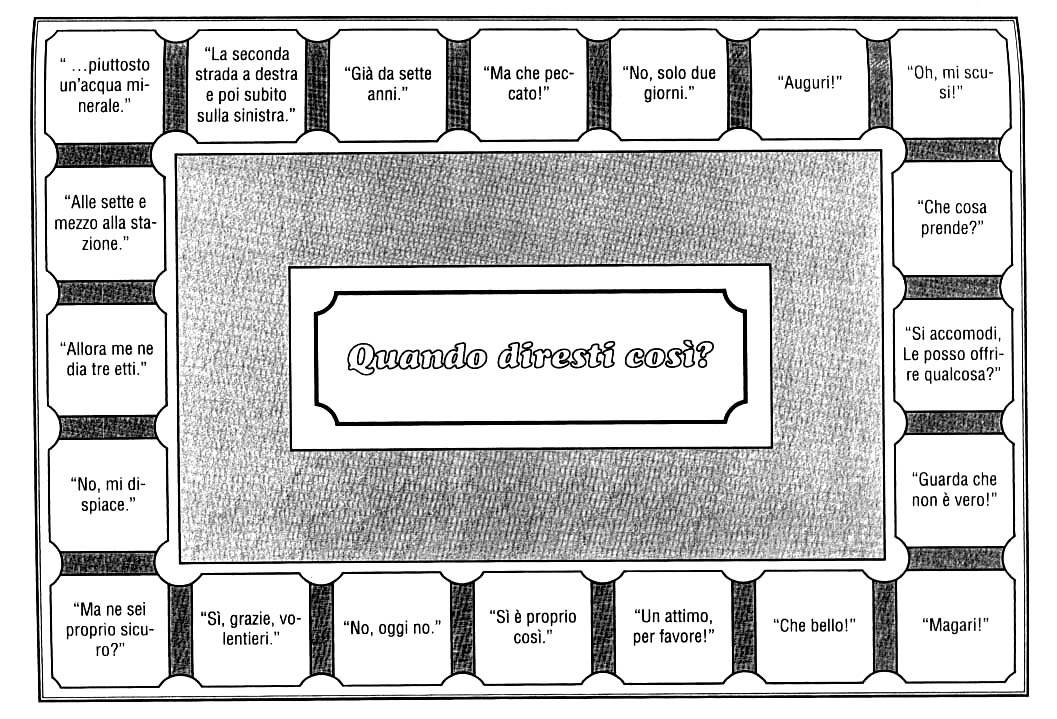 “ ...piuttosto
un'acqua mi-
nerale.”
“La seconda
strada a destra
e poi subito
sulla sinistra.”
“Già da sette
anni.”
“Ma che pec-
cato!”
“No, solo due
giorni.”
“Auguri!”
“Oh, mi scu-
si!”
“Alle sette e
mezzo alla sta-
zione.”
“Che cosa
prende?”
“Allora me ne
dia tre etti.”
Quando diresti così?
“Si accomodi,
Le posso offri-
re qualcosa?”
“No, mi di-
spiace.”
“Guarda che
non è vero!”
“Ma ne sei
proprio sicu-
ro?”
“Sì, grazie, vo-
lentieri.”
“No, oggi no.”
“Sì è proprio
così.”
“Un attimo,
per favore!”
“Che bello!”
“Magari!”